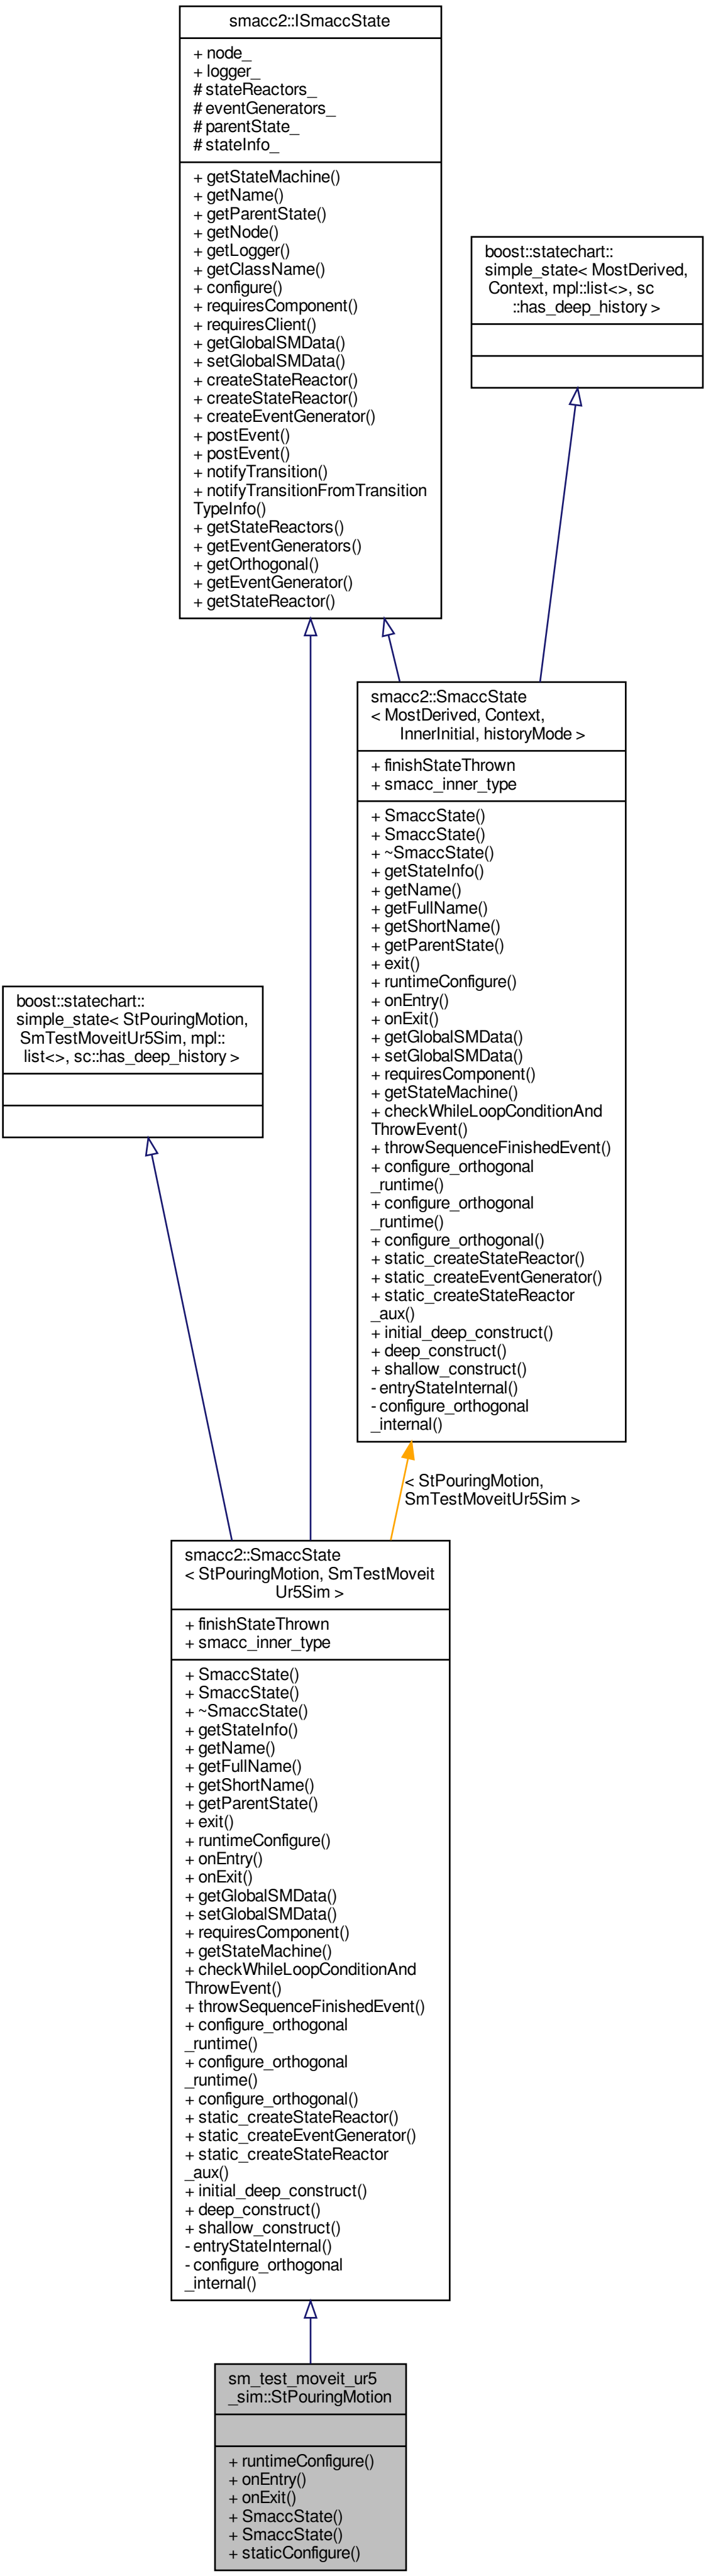 smacc2::ISmaccState
+ node_
+ logger_
# stateReactors_
# eventGenerators_
# parentState_
# stateInfo_
+ getStateMachine()
+ getName()
+ getParentState()
+ getNode()
+ getLogger()
+ getClassName()
+ configure()
+ requiresComponent()
+ requiresClient()
+ getGlobalSMData()
+ setGlobalSMData()
+ createStateReactor()
+ createStateReactor()
+ createEventGenerator()
+ postEvent()
+ postEvent()
+ notifyTransition()
+ notifyTransitionFromTransition
TypeInfo()
+ getStateReactors()
+ getEventGenerators()
+ getOrthogonal()
+ getEventGenerator()
+ getStateReactor()
boost::statechart::
simple_state< MostDerived,
Context, mpl::list<>, sc
::has_deep_history >
smacc2::SmaccState
< MostDerived, Context,
InnerInitial, historyMode >
+ finishStateThrown
+ smacc_inner_type
+ SmaccState()
+ SmaccState()
+ ~SmaccState()
+ getStateInfo()
+ getName()
+ getFullName()
+ getShortName()
+ getParentState()
+ exit()
+ runtimeConfigure()
+ onEntry()
+ onExit()
+ getGlobalSMData()
+ setGlobalSMData()
+ requiresComponent()
+ getStateMachine()
+ checkWhileLoopConditionAnd
ThrowEvent()
+ throwSequenceFinishedEvent()
+ configure_orthogonal
_runtime()
+ configure_orthogonal
_runtime()
+ configure_orthogonal()
+ static_createStateReactor()
+ static_createEventGenerator()
+ static_createStateReactor
_aux()
+ initial_deep_construct()
+ deep_construct()
+ shallow_construct()
- entryStateInternal()
- configure_orthogonal
_internal()
boost::statechart::
simple_state< StPouringMotion,
SmTestMoveitUr5Sim, mpl::
list<>, sc::has_deep_history >
< StPouringMotion,
SmTestMoveitUr5Sim >
smacc2::SmaccState
< StPouringMotion, SmTestMoveit
Ur5Sim >
+ finishStateThrown
+ smacc_inner_type
+ SmaccState()
+ SmaccState()
+ ~SmaccState()
+ getStateInfo()
+ getName()
+ getFullName()
+ getShortName()
+ getParentState()
+ exit()
+ runtimeConfigure()
+ onEntry()
+ onExit()
+ getGlobalSMData()
+ setGlobalSMData()
+ requiresComponent()
+ getStateMachine()
+ checkWhileLoopConditionAnd
ThrowEvent()
+ throwSequenceFinishedEvent()
+ configure_orthogonal
_runtime()
+ configure_orthogonal
_runtime()
+ configure_orthogonal()
+ static_createStateReactor()
+ static_createEventGenerator()
+ static_createStateReactor
_aux()
+ initial_deep_construct()
+ deep_construct()
+ shallow_construct()
- entryStateInternal()
- configure_orthogonal
_internal()
sm_test_moveit_ur5
_sim::StPouringMotion
+ runtimeConfigure()
+ onEntry()
+ onExit()
+ SmaccState()
+ SmaccState()
+ staticConfigure()